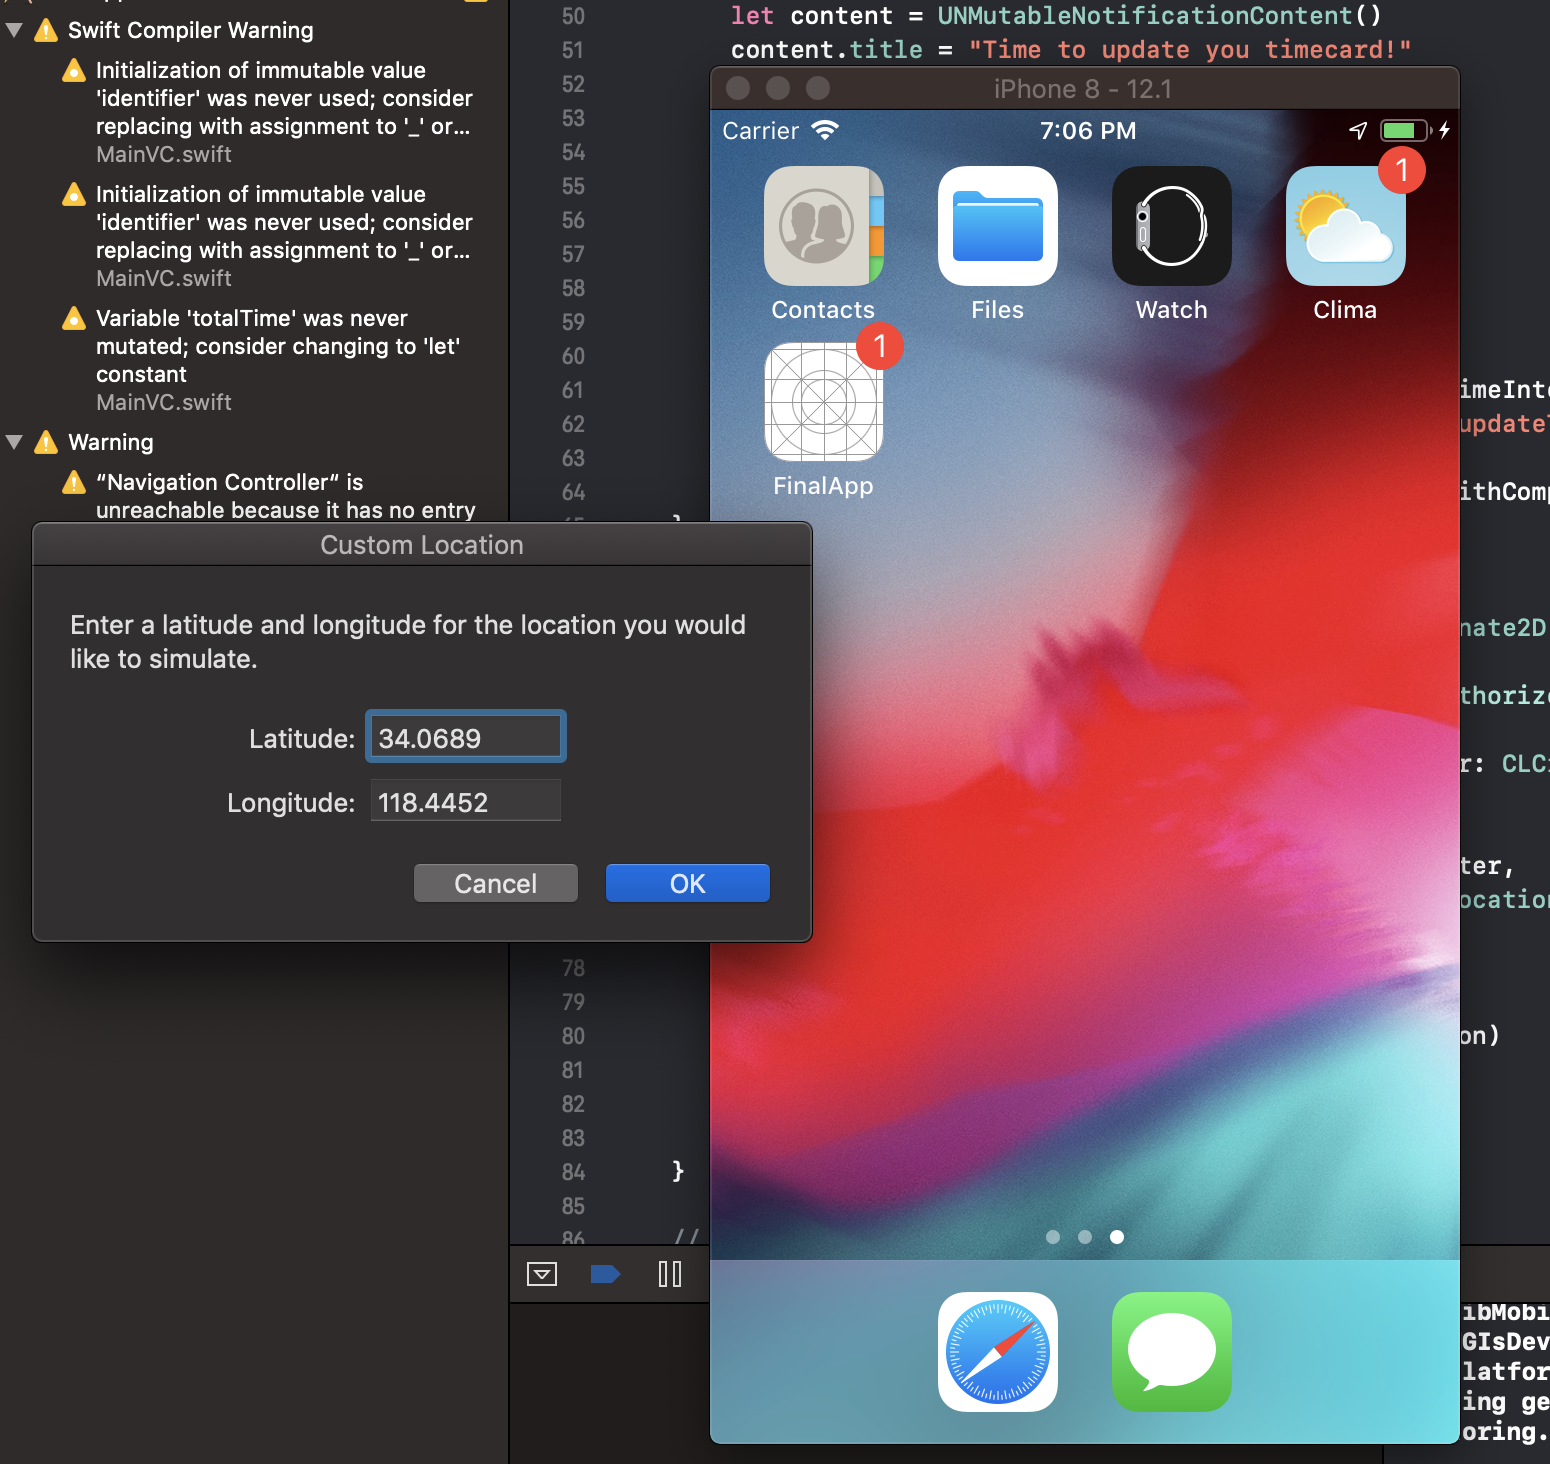 Swift Compiler Warning
Initialization of immutable value
'identifier' was never used; consider
replacing with assignment to '_' or...
MainVC.swift
Initialization of immutable value
'identifier' was never used; consider
replacing with assignment to '_' or...
MainVC.swift
Variable 'totalTime' was never
mutated; consider changing to 'let'
constant
MainVC.swift
Warning
“Navigation Controller“ is
unreachable because it has no entry
Custom Location
Enter a latitude and longitude for the location you would
like to simulate.
Latitude: 34.0689
Longitude: 118.4452
Cancel OK
50 let content = UNMutableNotificationContent()
51 content.title = "Time to update you timecard!"
52
53
54
55
56
57
58
59
60
61
62
63
64
65 }
78
79
80
81
82
83
84 }
85
86 //
iPhone 8 - 12.1
Carrier 7:06 PM
1
Contacts Files Watch Clima
1
FinalApp
imeInt
update
ithComp
nate2D
thoriz
r: CLC
ter,
ocation
on)
ibMobi
GIsDev
latfor
ing ge
oring.